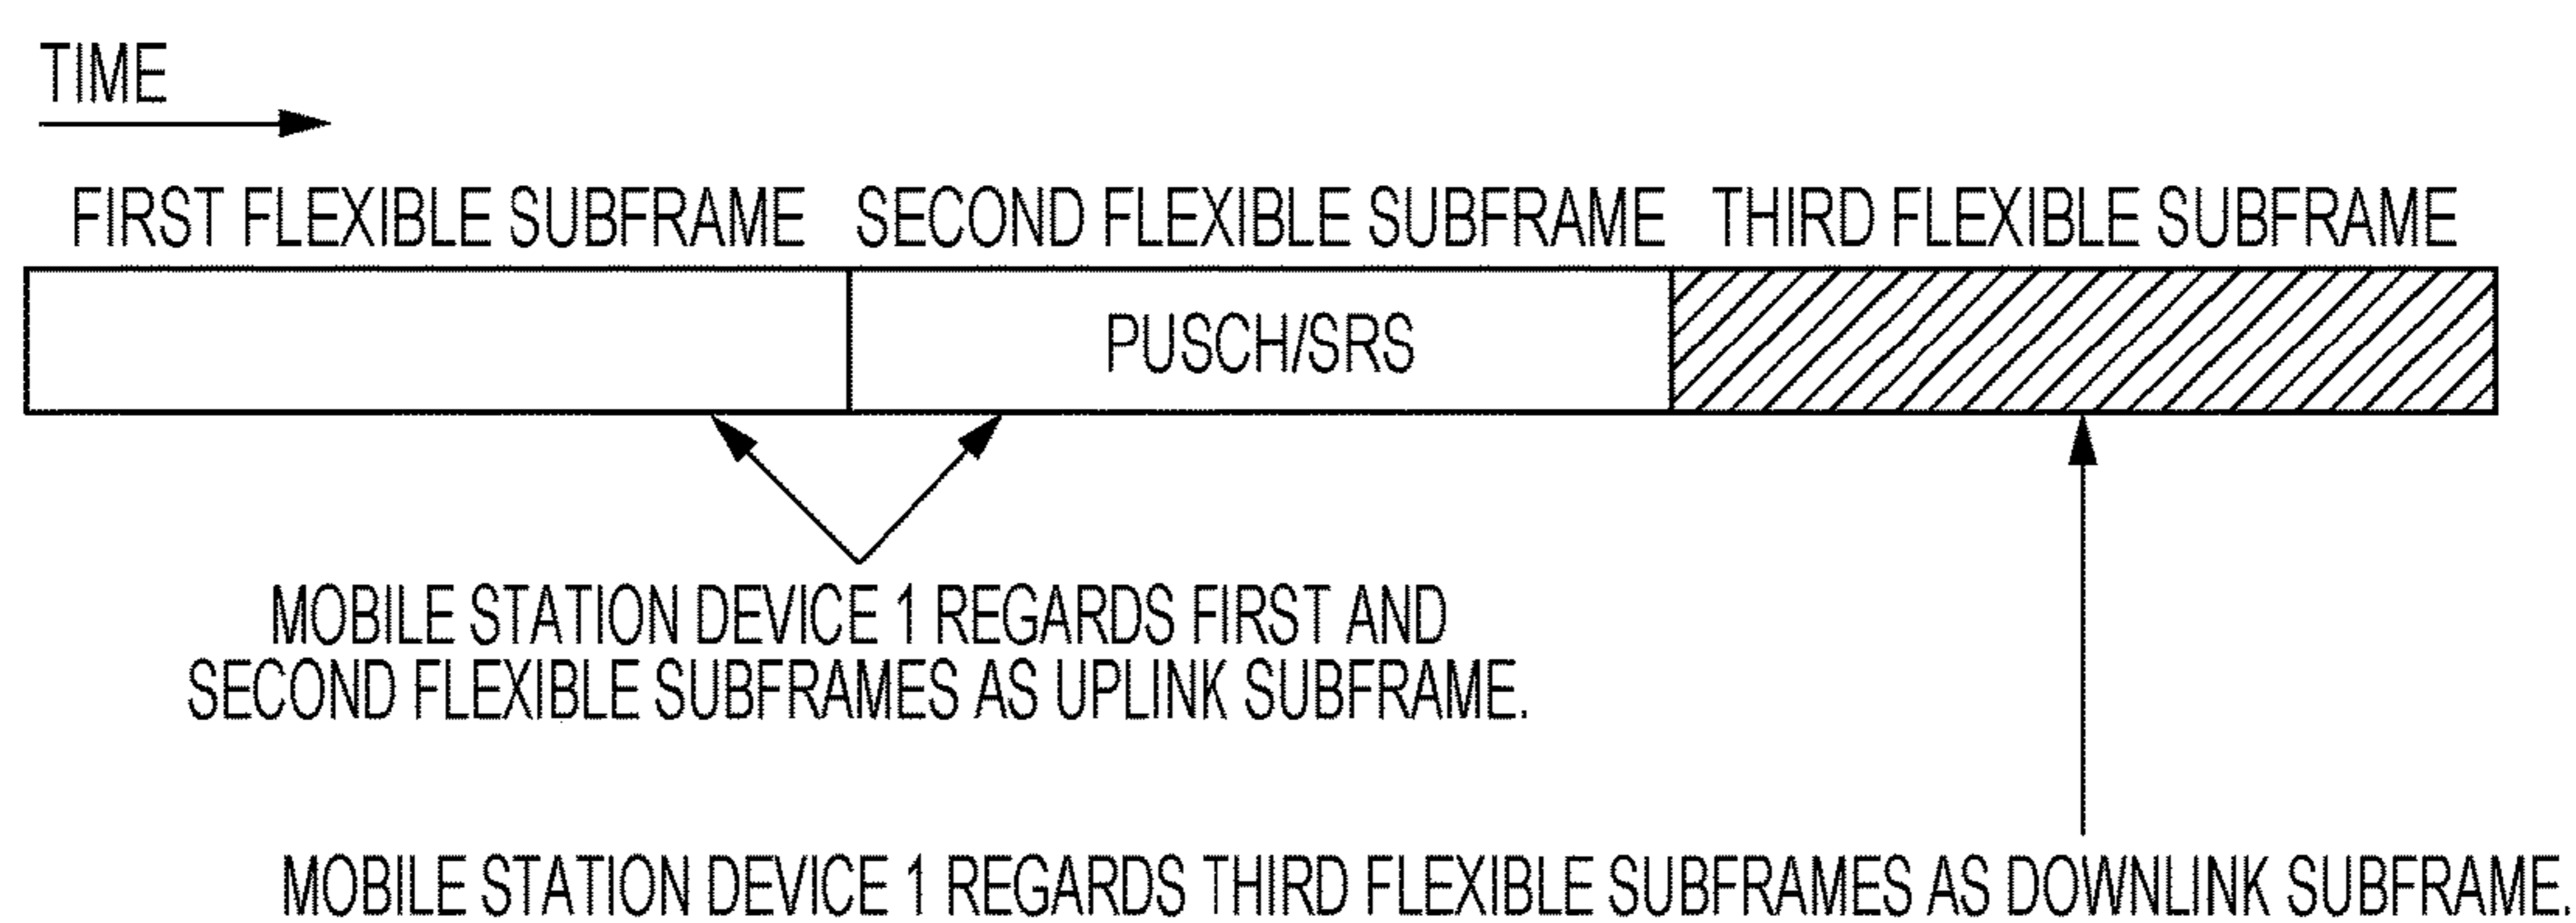 TIME
FIRST FLEXIBLE SUBFRAME SECOND FLEXIBLE SUBFRAME THIRD FLEXIBLE SUBFRAME
PUSCH/SRS
MOBILE STATION DEVICE 1 REGARDS FIRST AND
SECOND FLEXIBLE SUBFRAMES AS UPLINK SUBFRAME.
MOBILE STATION DEVICE 1 REGARDS THIRD FLEXIBLE SUBFRAMES AS DOWNLINK SUBFRAME.